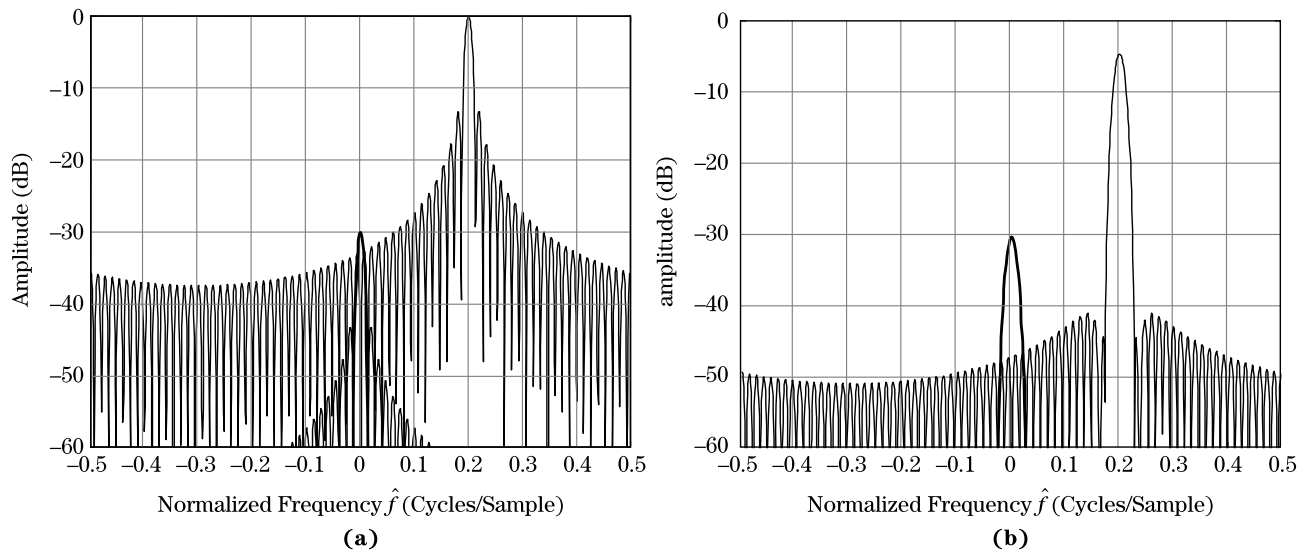 Amplitude (dB)
0
–10
–20
–30
–40
–50
–60
–0.5 –0.4 –0.3 –0.2 –0.1 0 0.1 0.2 0.3 0.4 0.5
Normalized Frequency f̂ (Cycles/Sample)
(a)
amplitude (dB)
0
–10
–20
–30
–40
–50
–60
–0.5 –0.4 –0.3 –0.2 –0.1 0 0.1 0.2 0.3 0.4 0.5
Normalized Frequency f̂ (Cycles/Sample)
(b)